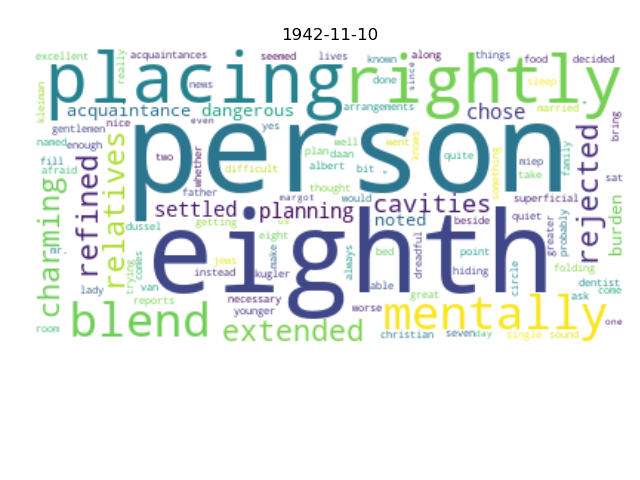 1942-11-10
excellent really acquaintances seemed lives known along things food decided
placing rightly
kleiman news done since sleep married
acquaintance dangerous arrangements chose bring
gentlemen even yes well went
named enough person plan daan knows something quite miep family rejected
fill two whether difficult albert bit take sat
afraid refined relatives father thought would superficial
charming margot cavities
settled planning noted beside quiet greater probably burden
dussel getting us eighth dreadful
mr. trying comes eight always bed point circle
jews make hiding folding
lady van instead kugler able dentist
reports necessary great ask come
room blend younger worse mentally one
extended christian sevenday single sound
nice